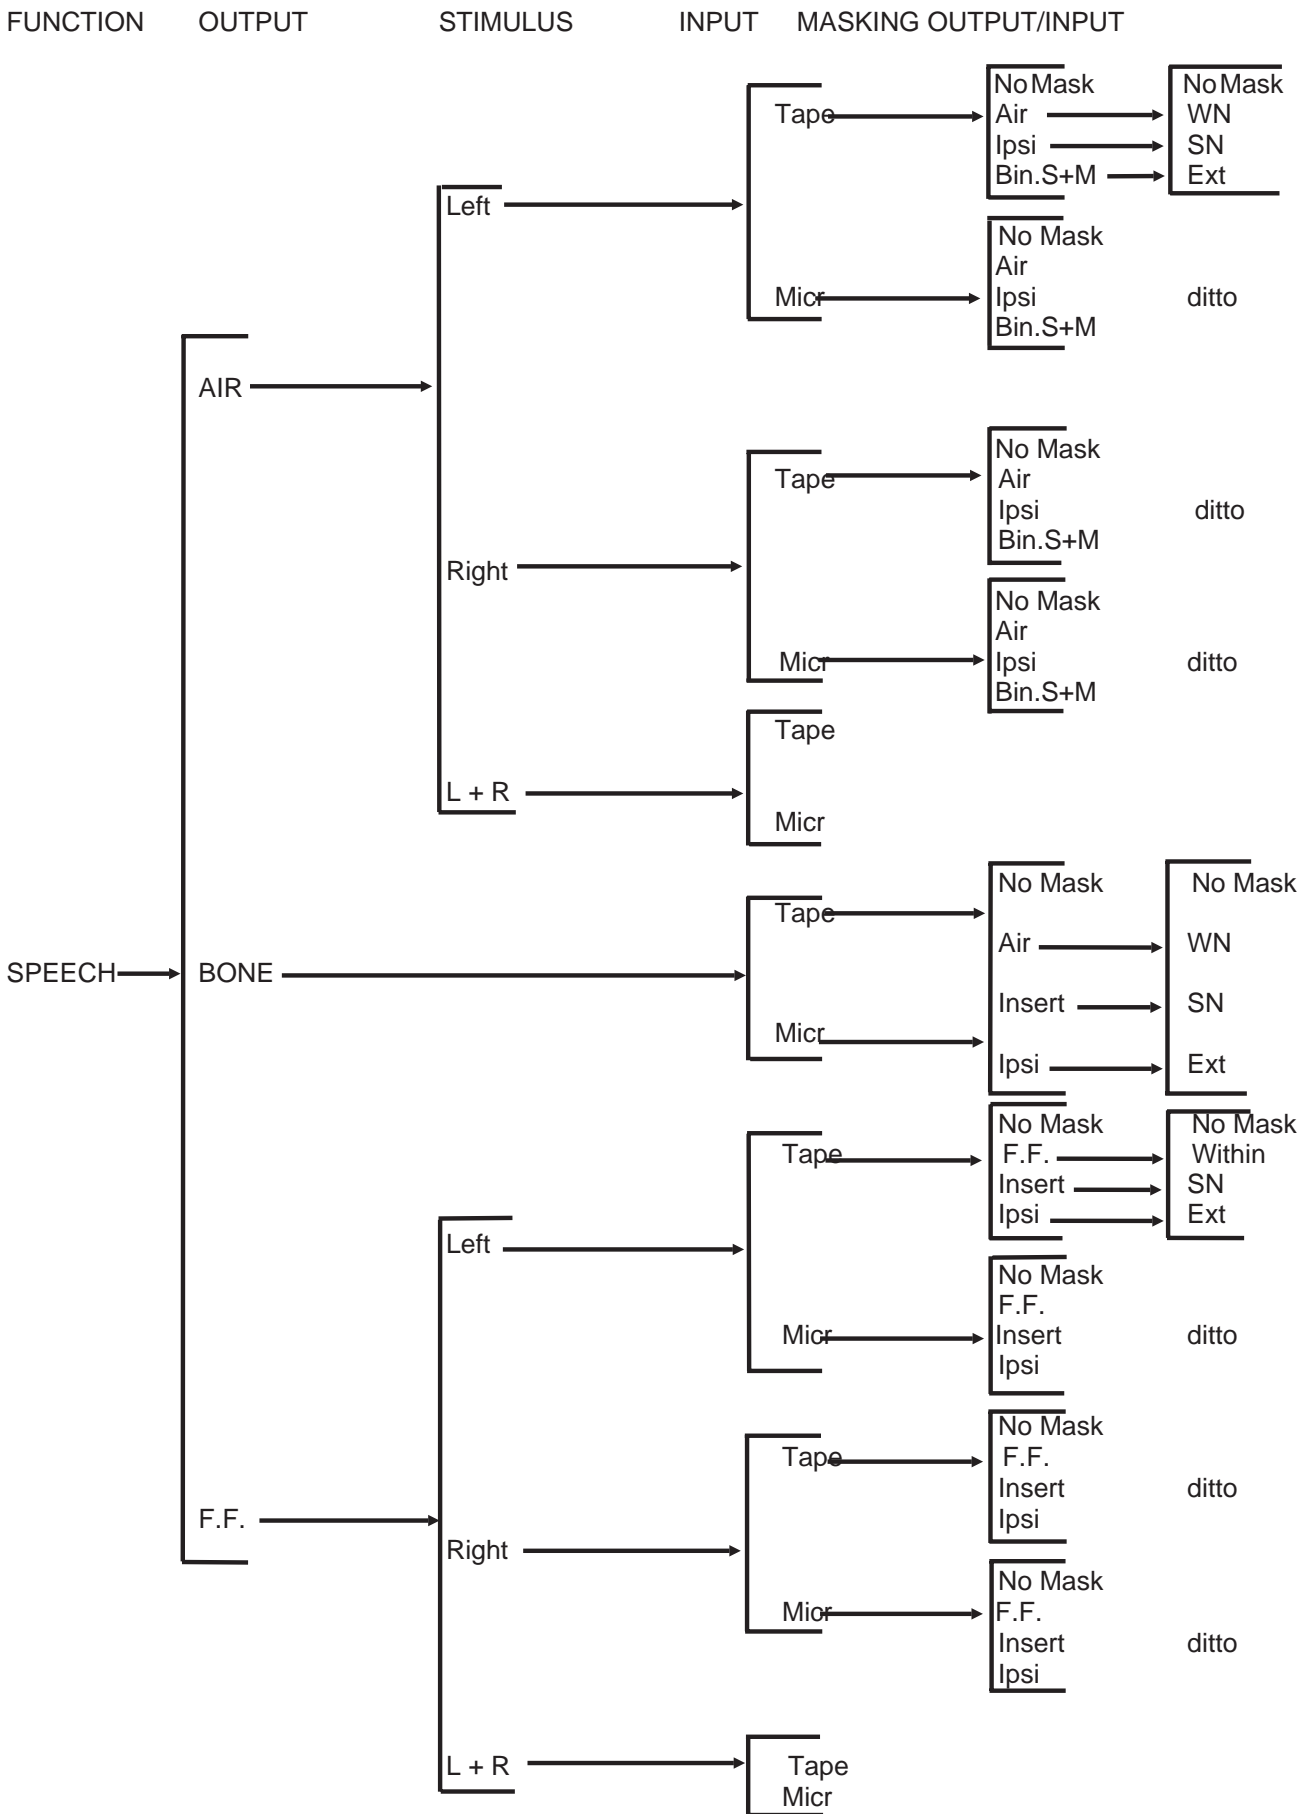 FUNCTION OUTPUT STIMULUS INPUT MASKING OUTPUT/INPUT
No Mask No Mask
Tape Air WN
Ipsi SN
Bin.S+M Ext
Left
No Mask
Air
Micr Ipsi ditto
Bin.S+M
AIR
No Mask
Tape Air
Ipsi ditto
Bin.S+M
Right
No Mask
Air
Micr Ipsi ditto
Bin.S+M
Tape
L + R
Micr
No Mask No Mask
Tape
Air WN
SPEECH BONE
Insert SN
Micr
Ipsi Ext
No Mask No Mask
Tape F.F. Within
Insert SN
Ipsi Ext
Left
No Mask
F.F.
Micr Insert ditto
Ipsi
No Mask
Tape F.F.
Insert ditto
Ipsi
F.F.
Right
No Mask
Micr F.F.
Insert ditto
Ipsi
L + R Tape
Micr